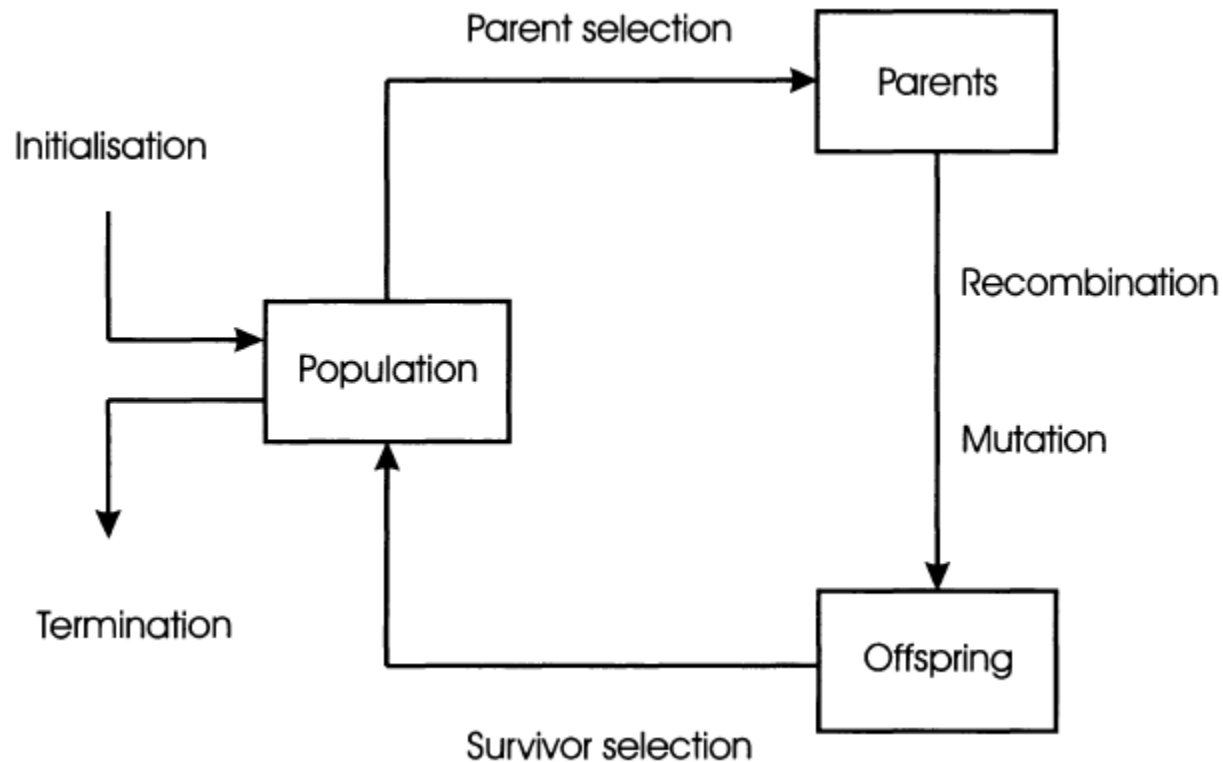 Parent selection
Parents
Initialisation
Recombination
Population
Mutation
Termination
Offspring
Survivor selection